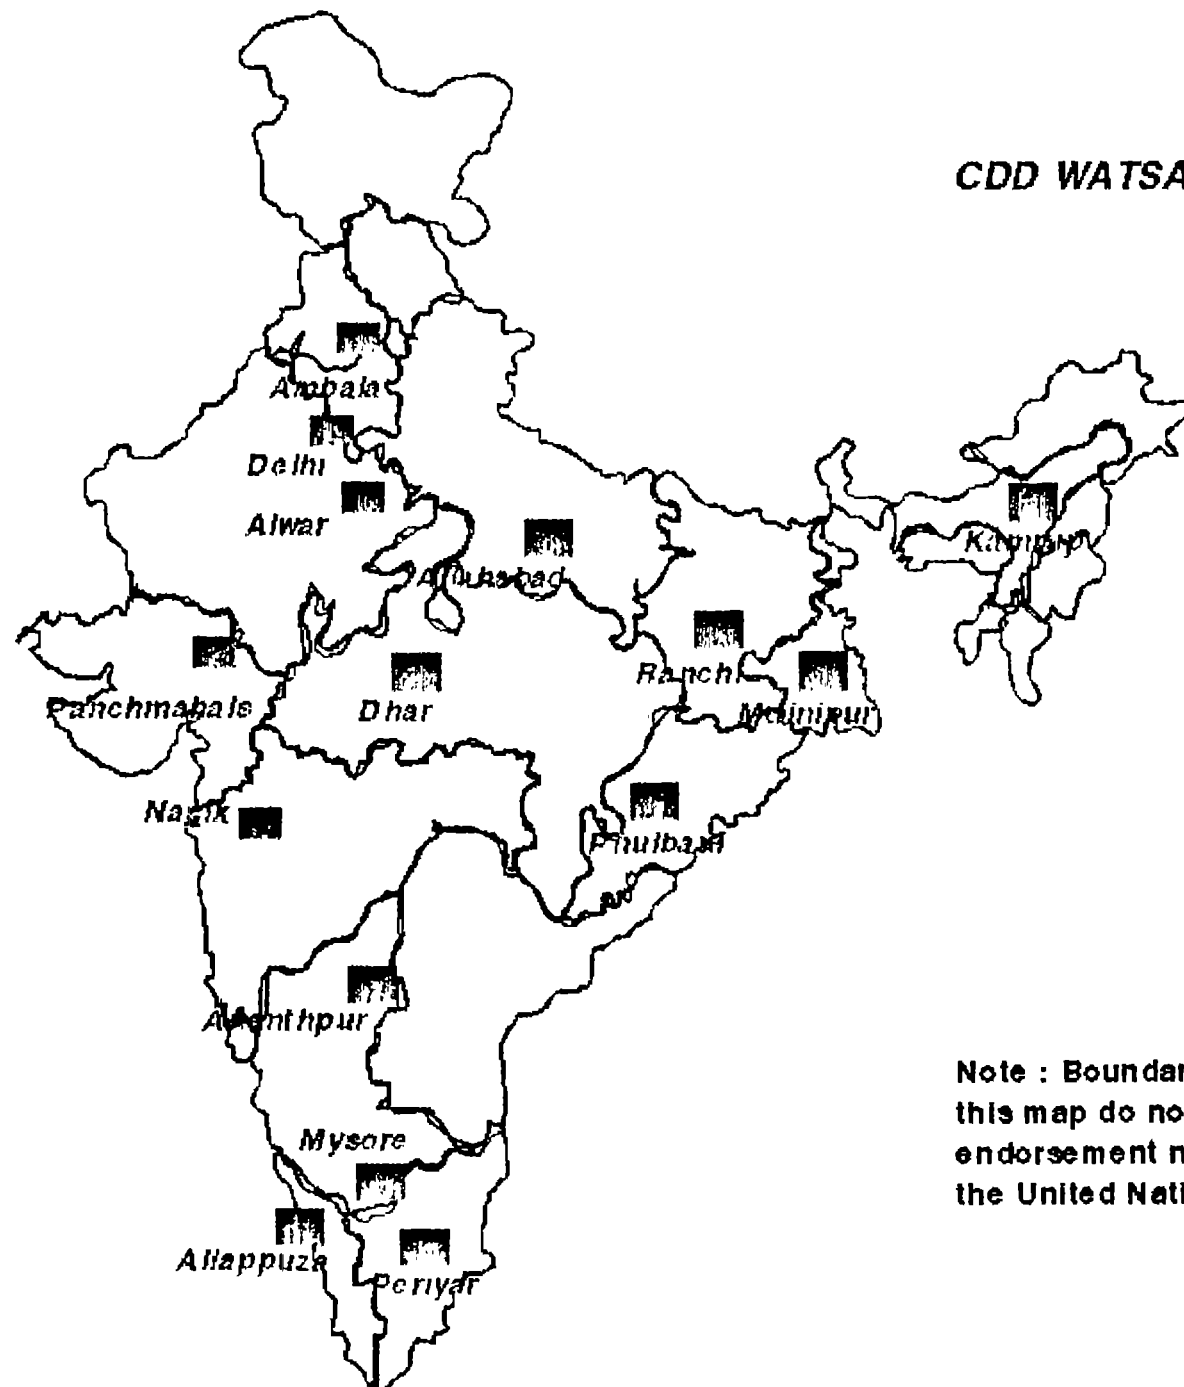 CDD WATSA
Ambala
Delhi
Alwar
Allahabad
Kamrup
Ranchi
Panchmahals
Dhar
Midnipur
Nasik
Phulbani
Ananthpur
Note : Boundar
this map do no
endorsement n
the United Nati
Mysore
Allappuza
Periyar